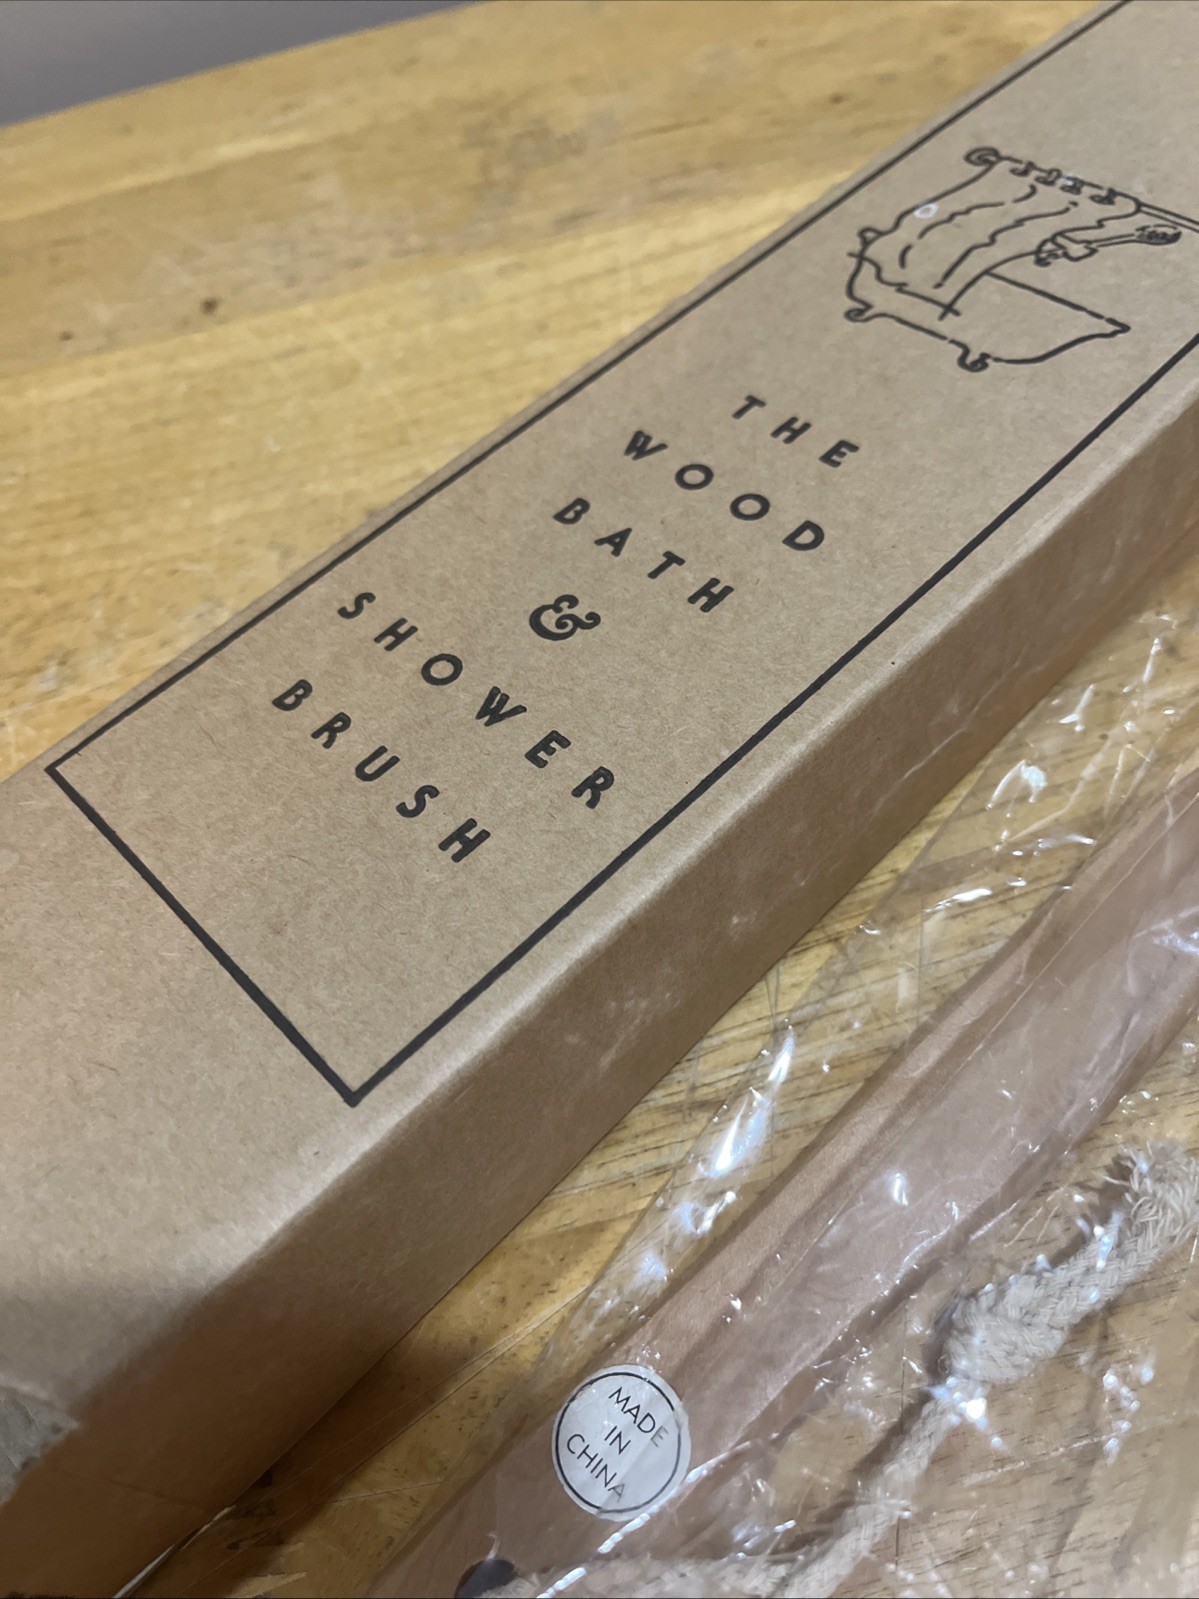 THE
WOOD
BATH
&
SHOWER
BRUSH
MADE
IN
CHINA